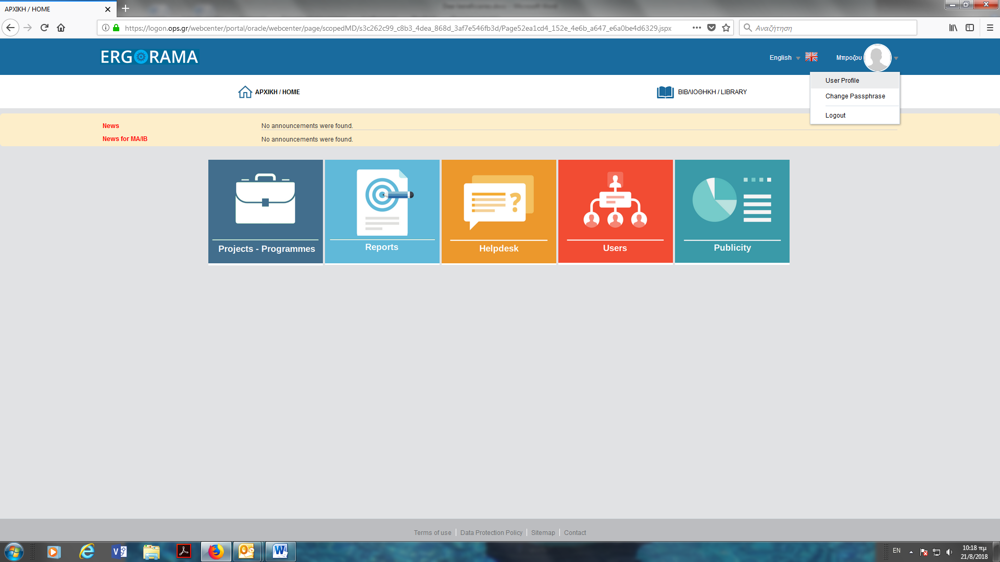 ΑΡΧΙΚΗ / HOME
https://logon.ops.gr/webcenter/portal/oracle/webcenter/page/scopedMD/s3c262c99_c8b3_4dea_868d_3af7e546fb3d/Page52ea1cd4_152e_4e6b_a647_e6a0be4d6329.jspx
Αναζήτηση
ERGORAMA
English
Μπροζου
User Profile
Change Passphrase
Logout
ΑΡΧΙΚΗ / HOME
ΒΙΒΛΙΟΘΗΚΗ / LIBRARY
News
No announcements were found.
News for MA/IB
No announcements were found.
Projects - Programmes
Reports
Helpdesk
Users
Publicity
Terms of use
Data Protection Policy
Sitemap
Contact
EN
10:18 πμ
21/8/2018